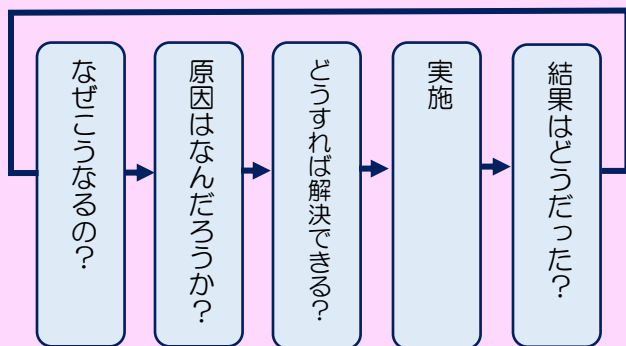 なぜこうなるの？
原因はなんだろうか？
どうすれば解決できる？
実施
結果はどうだった？